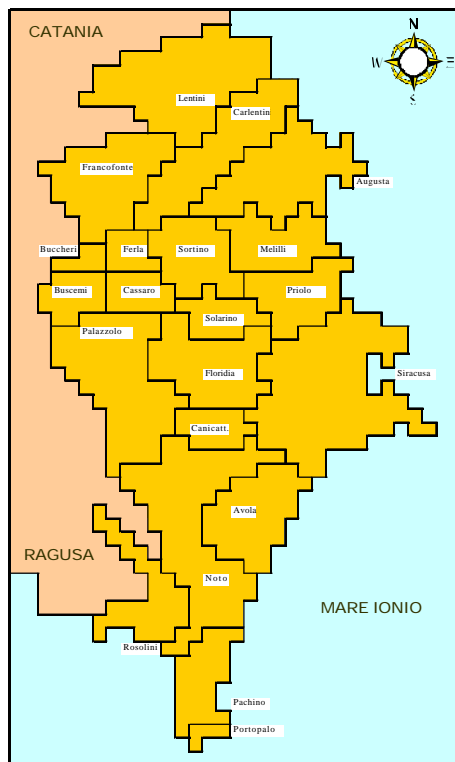 CATANIA
N
W E
S
Lentini
Carlentin
Francofonte
Augusta
Buccheri
Ferla
Sortino
Melilli
Buscemi
Cassaro
Priolo
Solarino
Palazzolo
Floridia
Siracusa
Canicatt.
Avola
RAGUSA
Noto
MARE IONIO
Rosolini
Pachino
Portopalo